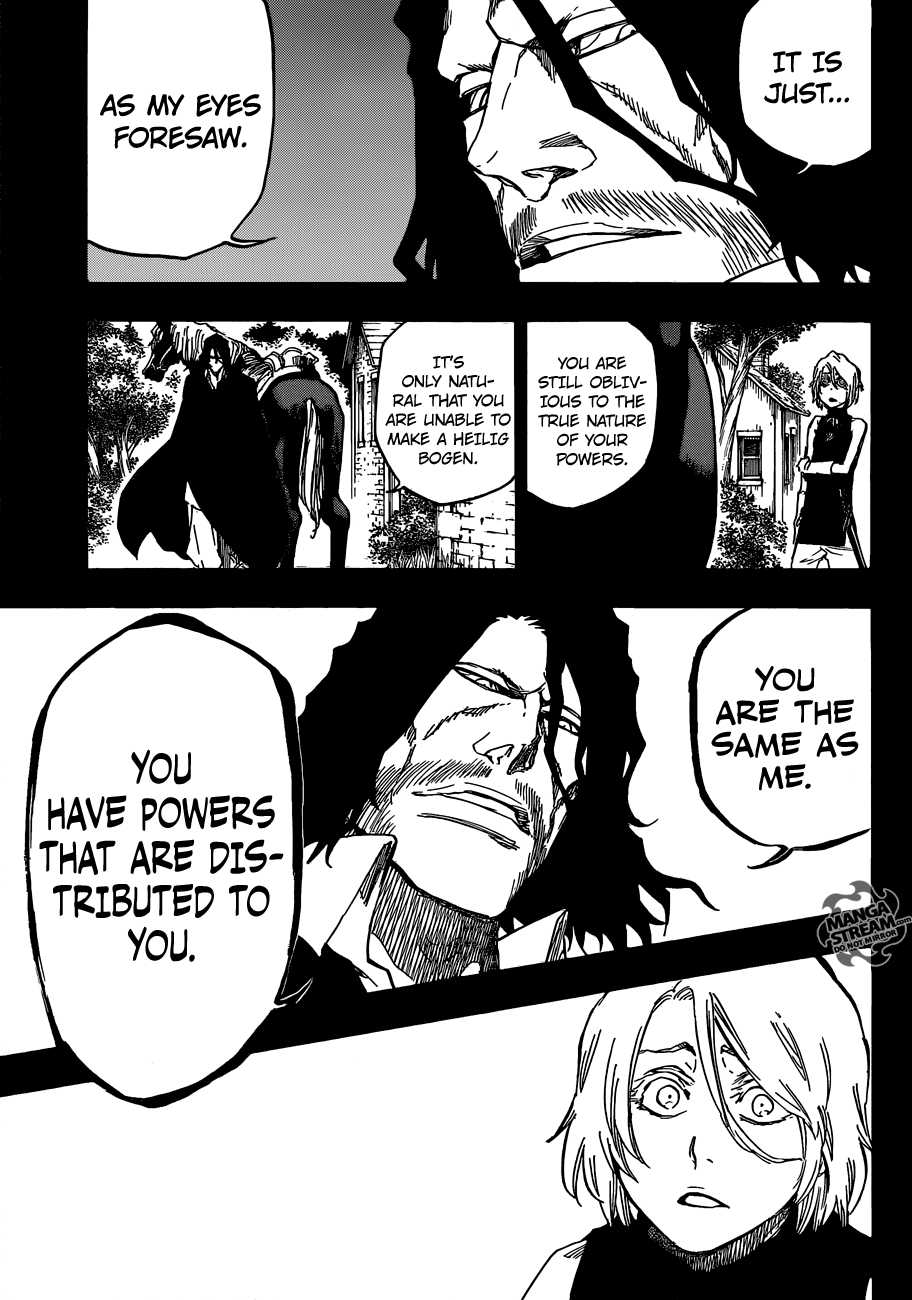 IT IS
JUST...
AS MY EYES
FORESAW.
YOU ARE
STILL OBLIV-
IOUS TO THE
TRUE NATURE
OF YOUR
POWERS.
IT'S
ONLY NATU-
RAL THAT YOU
ARE UNABLE TO
MAKE A HEILIG
BOGEN.
YOU
ARE THE
SAME AS
ME.
YOU
HAVE POWERS
THAT ARE DIS-
TRIBUTED TO
YOU.
MANGA
STREAM.com
DO NOT MIRROR